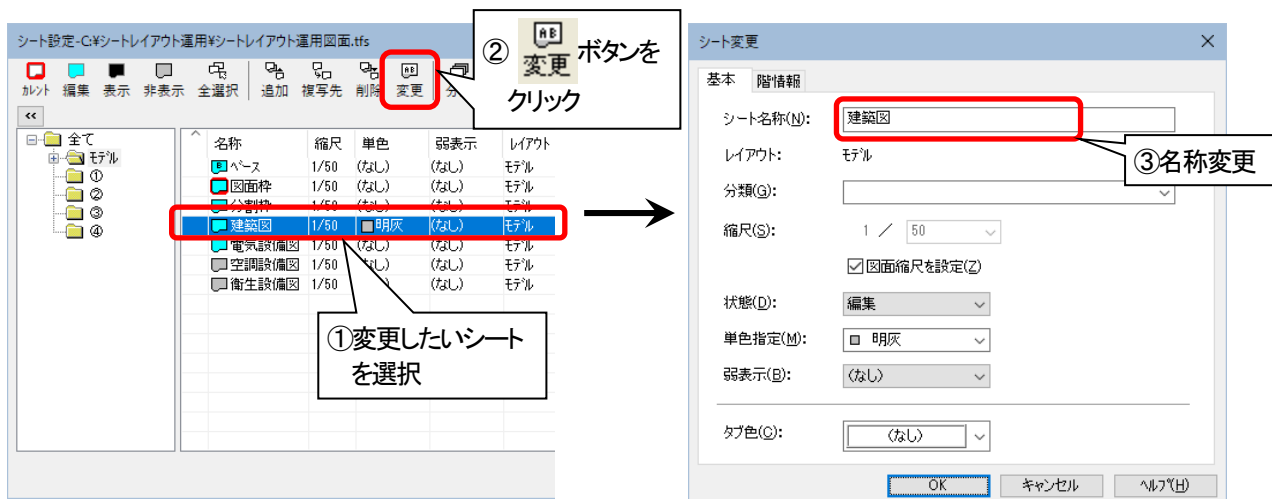 シート設定-C:¥シートレイアウト運用¥シートレイアウト運用図面.tfs
ｶﾚﾝﾄ 編集 表示 非表示 全選択 追加 複写先 削除 変更
<<
全て
ﾓﾃﾞﾙ
①
②
③
④
名称 縮尺 単色 弱表示 ﾚｲｱｳﾄ
ﾍﾞｰｽ 1/50 (なし) (なし) ﾓﾃﾞﾙ
図面枠 1/50 (なし) (なし) ﾓﾃﾞﾙ
分割枠 1/50 (なし) (なし) ﾓﾃﾞﾙ
建築図 1/50 明灰 (なし) ﾓﾃﾞﾙ
電気設備図 1/50 (なし) (なし) ﾓﾃﾞﾙ
空調設備図 1/50 (なし) ﾓﾃﾞﾙ
衛生設備図 1/50 (なし) ﾓﾃﾞﾙ
② AB 変更 ボタンを
クリック
①変更したいシート
を選択
シート変更
基本 階情報
シート名称(N): 建築図
③名称変更
レイアウト: ﾓﾃﾞﾙ
分類(G):
縮尺(S): 1 ／ 50
図面縮尺を設定(Z)
状態(D): 編集
単色指定(M): 明灰
弱表示(B): (なし)
タブ色(C): (なし)
OK キャンセル ﾍﾙﾌﾟ(H)